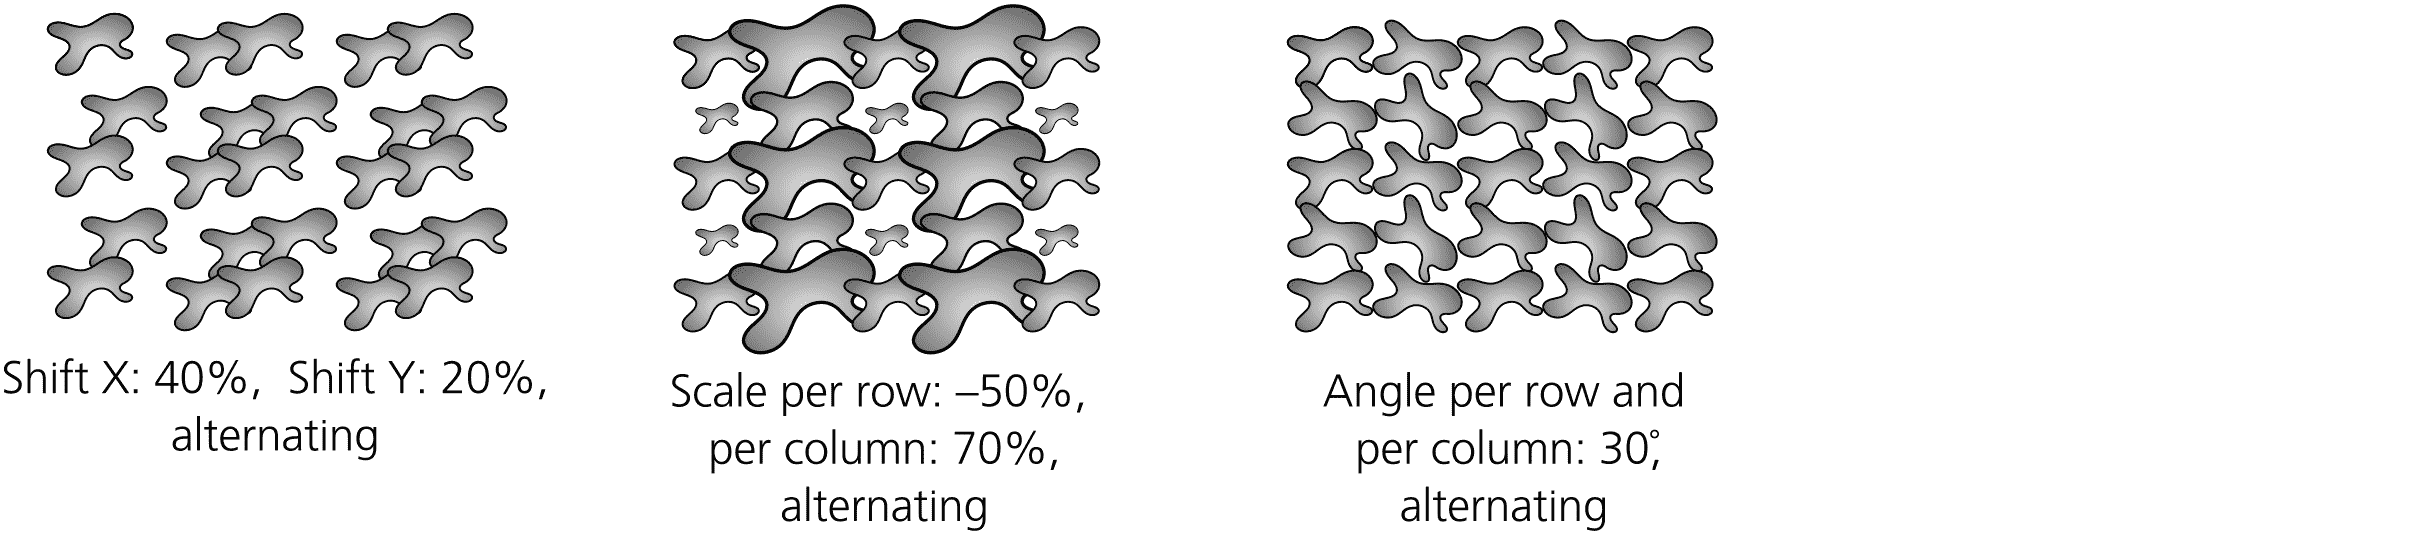 Shift X: 40%,  Shift Y: 20%,
alternating
Scale per row: –50%,
per column: 70%,
alternating
Angle per row and
per column: 30°,
alternating